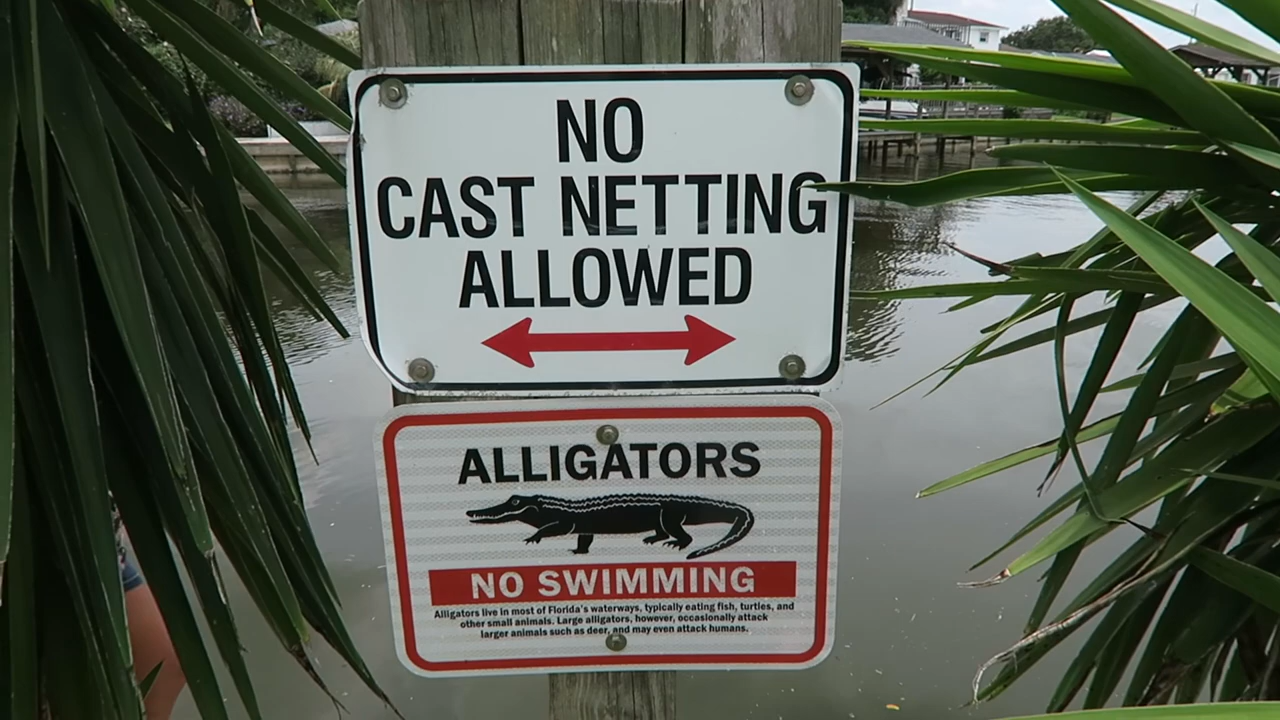 NO
CAST NETTING
ALLOWED
ALLIGATORS
NO SWIMMING
Alligators live in most of Florida's waterways, typically eating fish, turtles, and
other small animals. Large alligators, however, occasionally attack
larger animals such as deer, and may even attack humans.